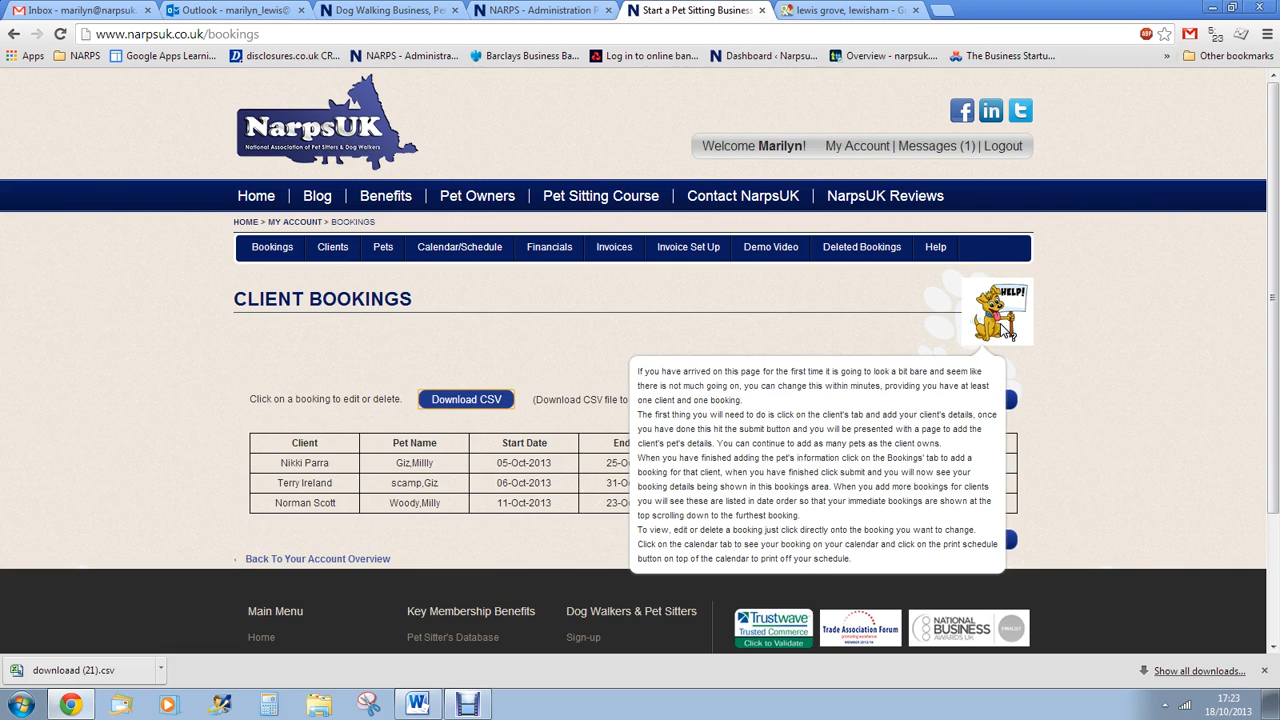 Inbox - marilyn@narpsuk
Outlook - marilyn_lewis@
Dog Walking Business, Pe
NARPS - Administration P
Start a Pet Sitting Business
lewis grove, lewisham - G
www.narpsuk.co.uk/bookings
ABP
5
23
Apps
NARPS
Google Apps Learni...
disclosures.co.uk CR...
NARPS - Administra...
Barclays Business Ba...
Log in to online ban...
Dashboard ‹ Narpsu...
Overview - narpsuk....
The Business Startu...
»
Other bookmarks
NarpsUK
National Association of Pet Sitters & Dog Walkers
Welcome Marilyn! My Account | Messages (1) | Logout
Home | Blog | Benefits | Pet Owners | Pet Sitting Course | Contact NarpsUK | NarpsUK Reviews
HOME > MY ACCOUNT > BOOKINGS
Bookings Clients Pets Calendar/Schedule Financials Invoices Invoice Set Up Demo Video Deleted Bookings Help
CLIENT BOOKINGS
HELP!
If you have arrived on this page for the first time it is going to look a bit bare and seem like
there is not much going on, you can change this within minutes, providing you have at least
one client and one booking.
The first thing you will need to do is click on the client's tab and add your client's details, once
you have done this hit the submit button and you will be presented with a page to add the
client's pet's details. You can continue to add as many pets as the client owns.
When you have finished adding the pet's information click on the Bookings' tab to add a
booking for that client, when you have finished click submit and you will now see your
booking details being shown in this bookings area. When you add more bookings for clients
you will see these are listed in date order so that your immediate bookings are shown at the
top scrolling down to the furthest booking.
To view, edit or delete a booking just click directly onto the booking you want to change.
Click on the calendar tab to see your booking on your calendar and click on the print schedule
button on top of the calendar to print off your schedule.
Click on a booking to edit or delete. Download CSV (Download CSV file to
Client Pet Name Start Date En
Nikki Parra Giz,Millly 05-Oct-2013 25-O
Terry Ireland scamp,Giz 06-Oct-2013 31-O
Norman Scott Woody,Milly 11-Oct-2013 23-O
Back To Your Account Overview
Main Menu
Home
Key Membership Benefits
Pet Sitter's Database
Dog Walkers & Pet Sitters
Sign-up
Trustwave
Trusted Commerce
Click to Validate
Trade Association Forum
NATIONAL
BUSINESS
AWARDS UK
FINALIST
downloaad (21).csv
Show all downloads...
17:23
18/10/2013